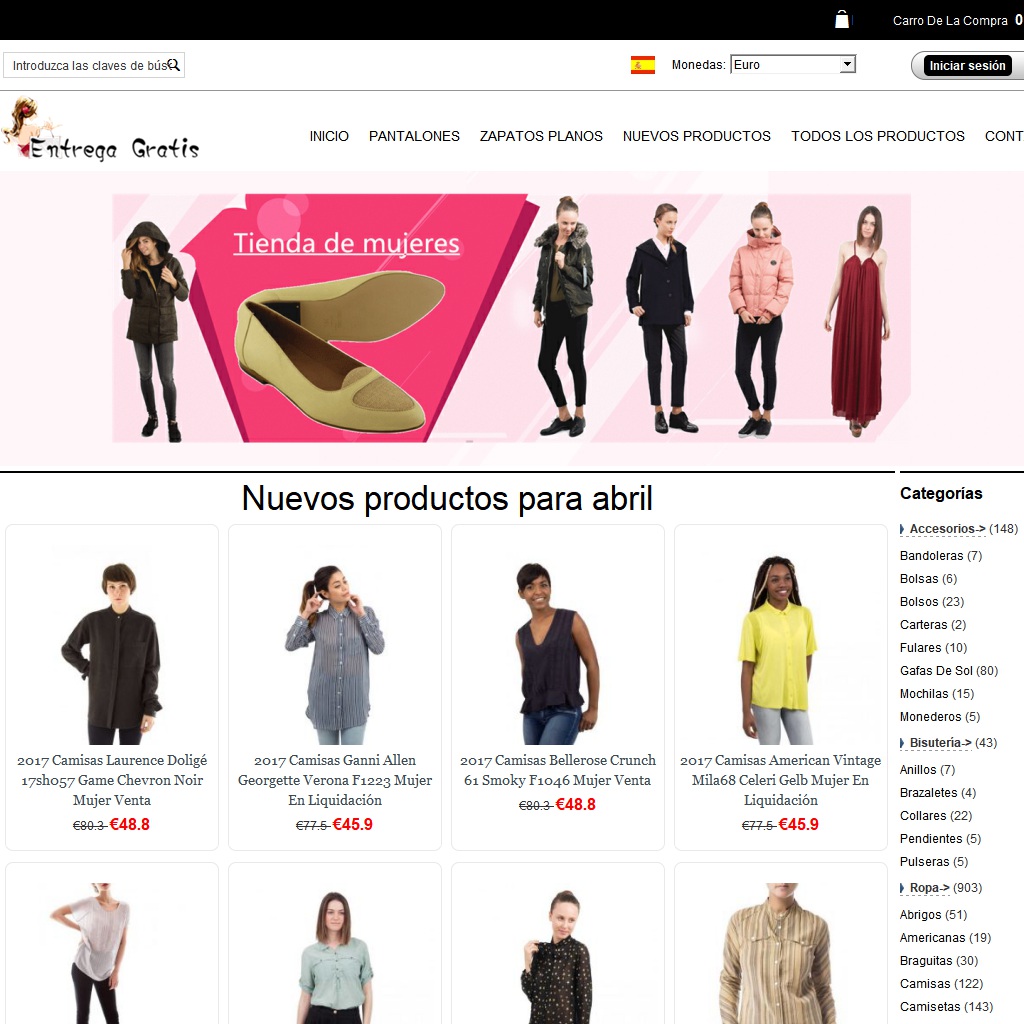 Carro De La Compra 0
Introduzca las claves de bús
Monedas: Euro
Iniciar sesión
Entrega Gratis
INICIO PANTALONES ZAPATOS PLANOS NUEVOS PRODUCTOS TODOS LOS PRODUCTOS CONT
Tienda de mujeres
Nuevos productos para abril
2017 Camisas Laurence Doligé
17sh057 Game Chevron Noir
Mujer Venta
€80.3 €48.8
2017 Camisas Ganni Allen
Georgette Verona F1223 Mujer
En Liquidación
€77.5 €45.9
2017 Camisas Bellerose Crunch
61 Smoky F1046 Mujer Venta
€80.3 €48.8
2017 Camisas American Vintage
Mila68 Celeri Gelb Mujer En
Liquidación
€77.5 €45.9
Categorías
Accesorios-> (148)
Bandoleras (7)
Bolsas (6)
Bolsos (23)
Carteras (2)
Fulares (10)
Gafas De Sol (80)
Mochilas (15)
Monederos (5)
Bisutería-> (43)
Anillos (7)
Brazaletes (4)
Collares (22)
Pendientes (5)
Pulseras (5)
Ropa-> (903)
Abrigos (51)
Americanas (19)
Braguitas (30)
Camisas (122)
Camisetas (143)